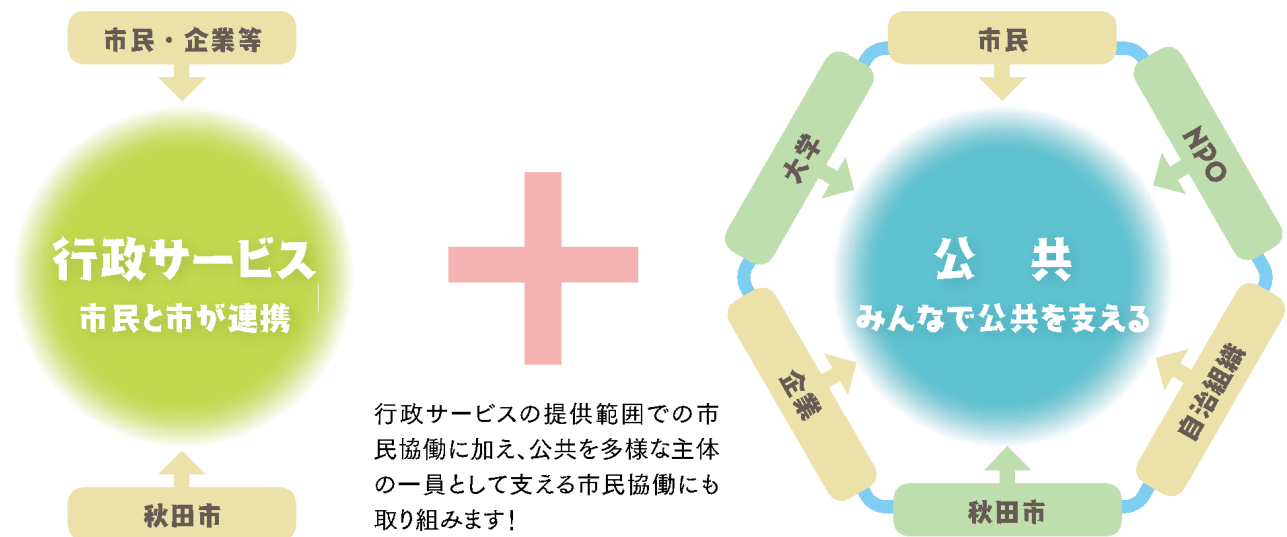 市民・企業等
行政サービス
市民と市が連携
秋田市
行政サービスの提供範囲での市
民協働に加え、公共を多様な主体
の一員として支える市民協働にも
取り組みます！
市民
大学
NPO
公　共
みんなで公共を支える
企業
自治組織
秋田市